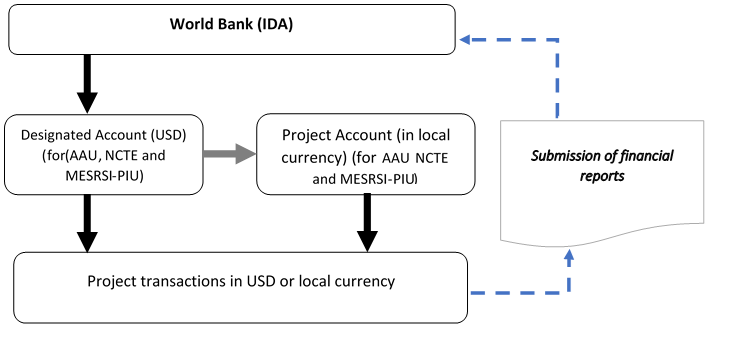 World Bank (IDA)
Designated Account (USD)
(for(AAU, NCTE and
MESRSI-PIU)
Project Account (in local
currency) (for AAU NCTE
and MESRSI-PIU)
Submission of financial
reports
Project transactions in USD or local currency